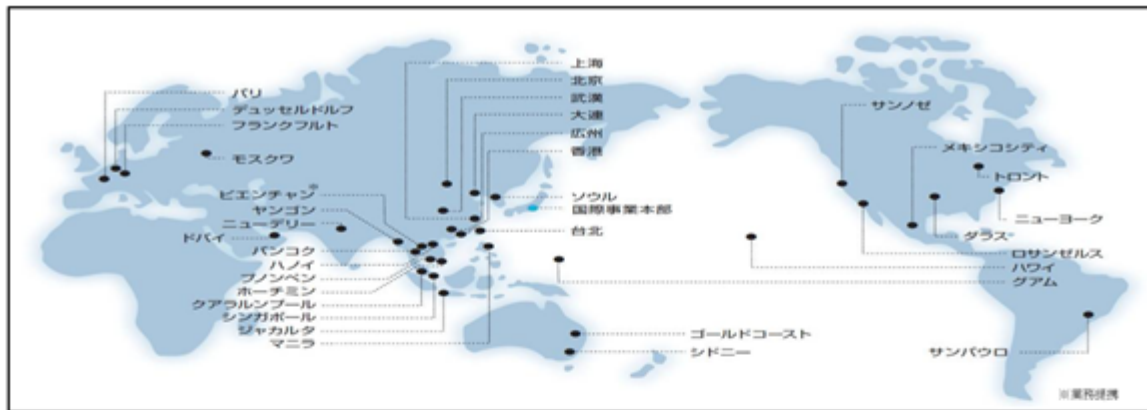 パリ
デュッセルドルフ
フランクフルト
モスクワ
ビエンチャン※
ヤンゴン
ニューデリー
ドバイ
バンコク
ハノイ
プノンペン
ホーチミン
クアラルンプール
シンガポール
ジャカルタ
マニラ
上海
北京
武漢
大連
広州
香港
ソウル
国際事業本部
台北
ゴールドコースト
シドニー
サンノゼ
メキシコシティ
トロント
ニューヨーク
ダラス
ロサンゼルス
ハワイ
グアム
サンパウロ
※業務提携